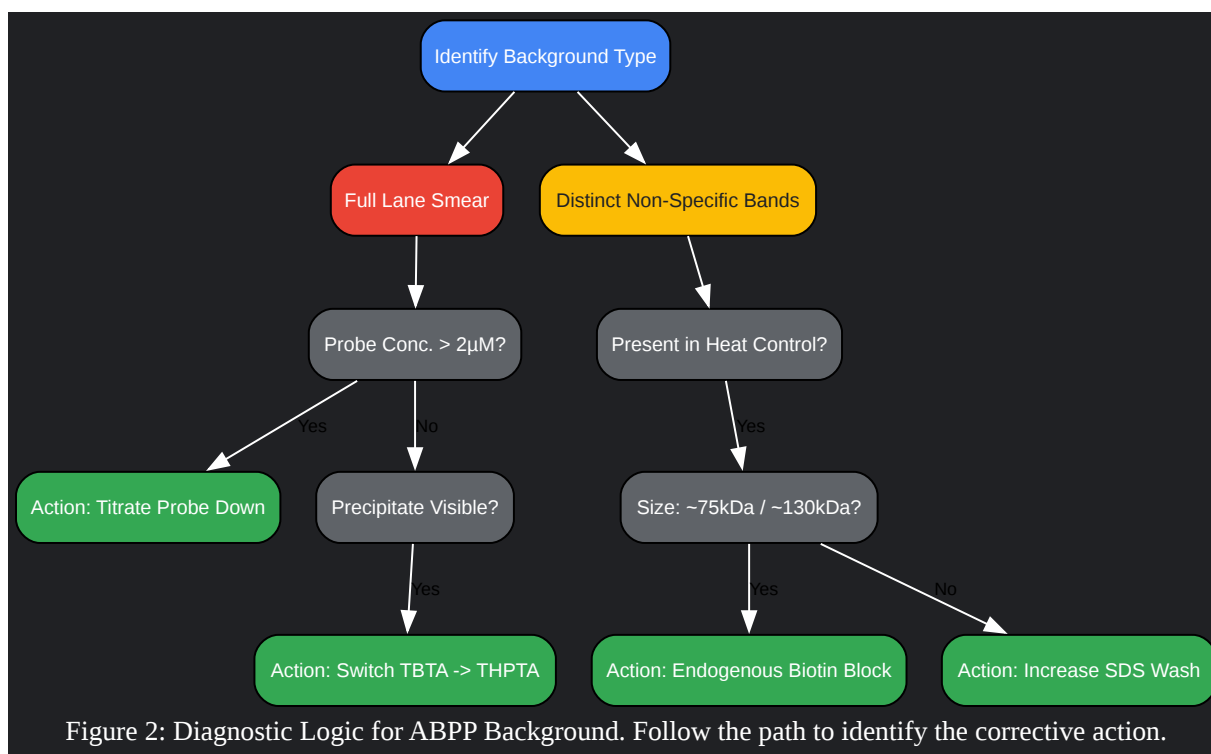 Identify Background Type
Full Lane Smear
Distinct Non-Specific Bands
Probe Conc. > 2µM?
Present in Heat Control?
Yes
No
Yes
Action: Titrate Probe Down
Precipitate Visible?
Size: ~75kDa / ~130kDa?
Yes
Yes
No
Action: Switch TBTA -> THPTA
Action: Endogenous Biotin Block
Action: Increase SDS Wash
Figure 2: Diagnostic Logic for ABPP Background. Follow the path to identify the corrective action.